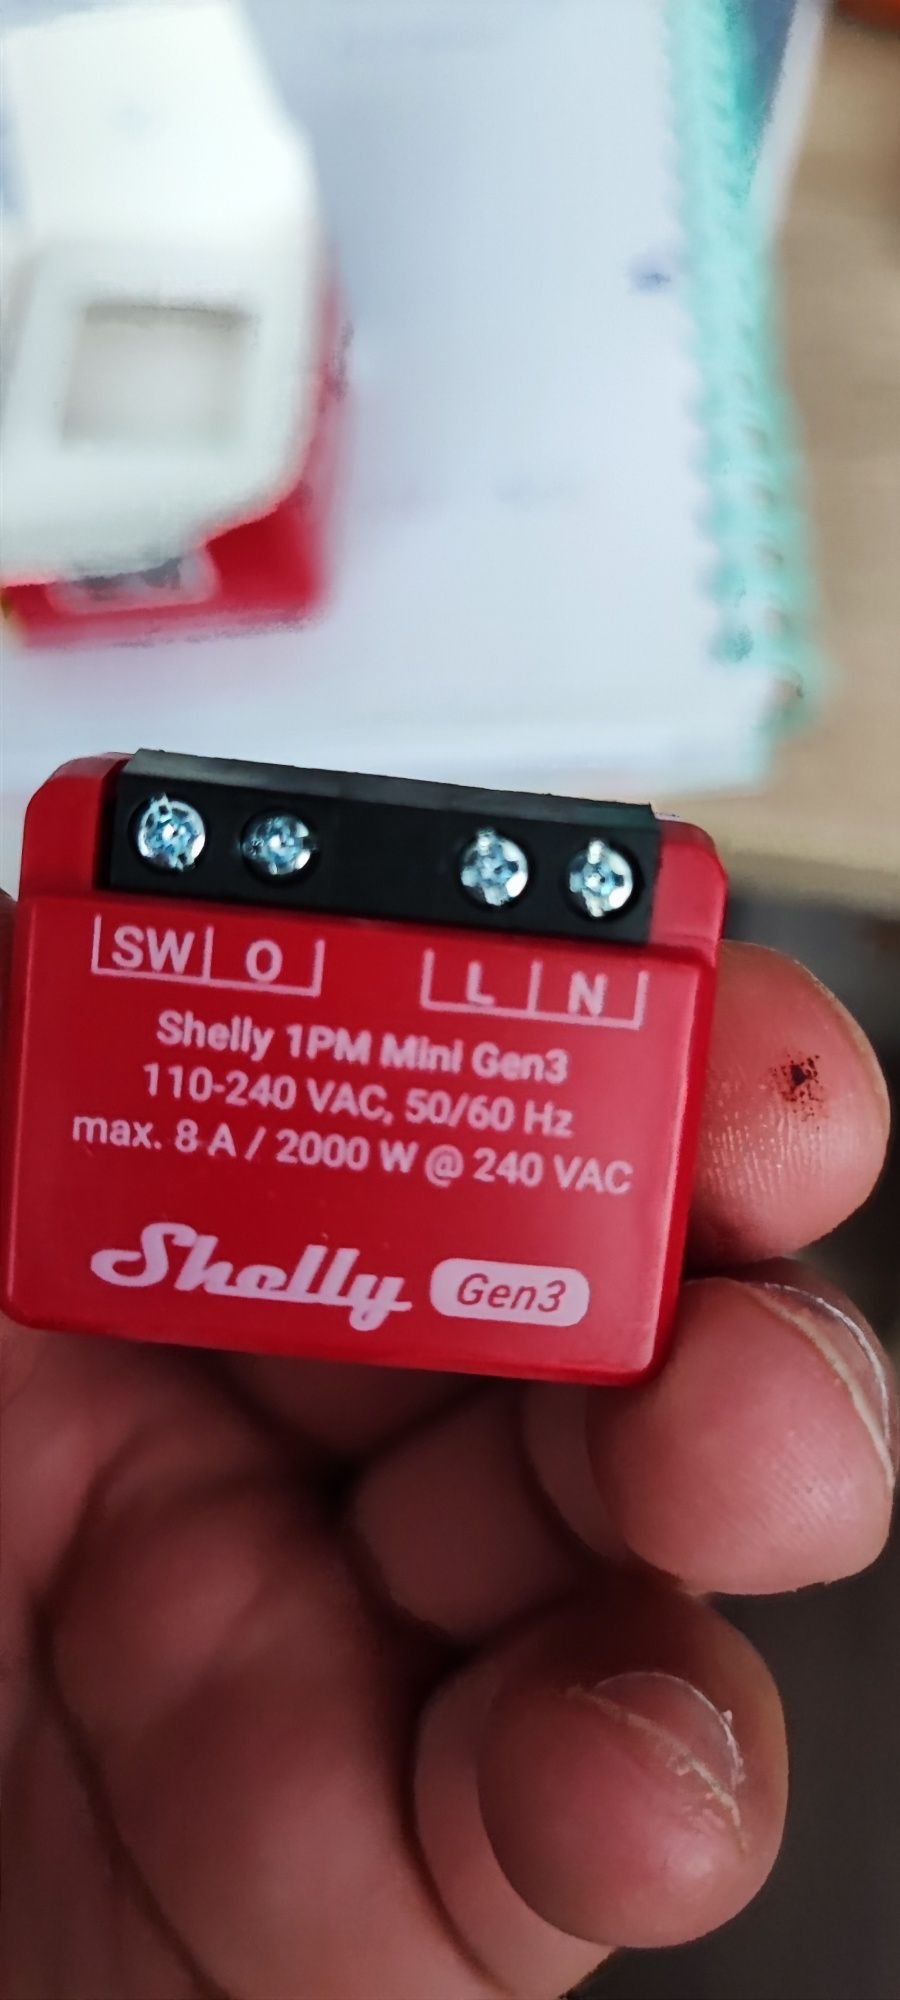 SW O L N
Shelly 1PM Mini Gen3
110-240 VAC, 50/60 Hz
max. 8 A / 2000 W @ 240 VAC
Shelly Gen3